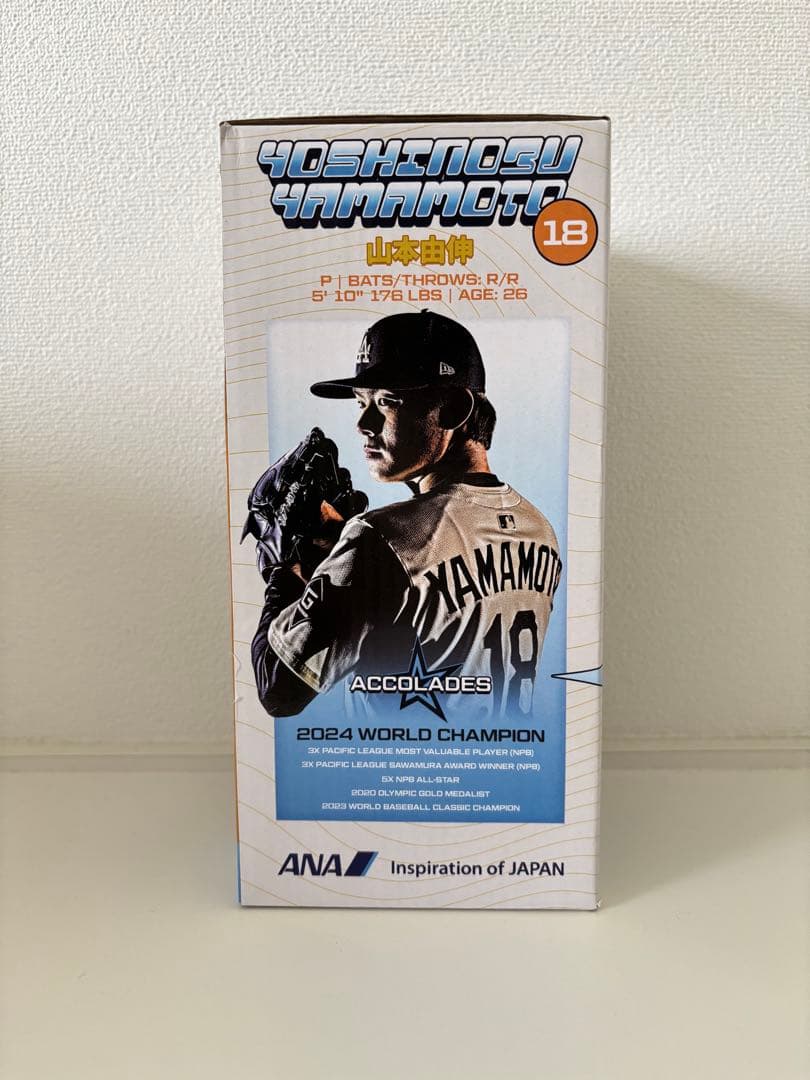 YOSHINOBU
YAMAMOTO
18
山本由伸
P | BATS/THROWS: R/R
5' 10" 176 LBS | AGE: 26
LA
YAMAMOTO
18
ACCOLADES
2024 WORLD CHAMPION
3X PACIFIC LEAGUE MOST VALUABLE PLAYER (NPB)
3X PACIFIC LEAGUE SAWAMURA AWARD WINNER (NPB)
5X NPB ALL-STAR
2020 OLYMPIC GOLD MEDALIST
2023 WORLD BASEBALL CLASSIC CHAMPION
ANA Inspiration of JAPAN